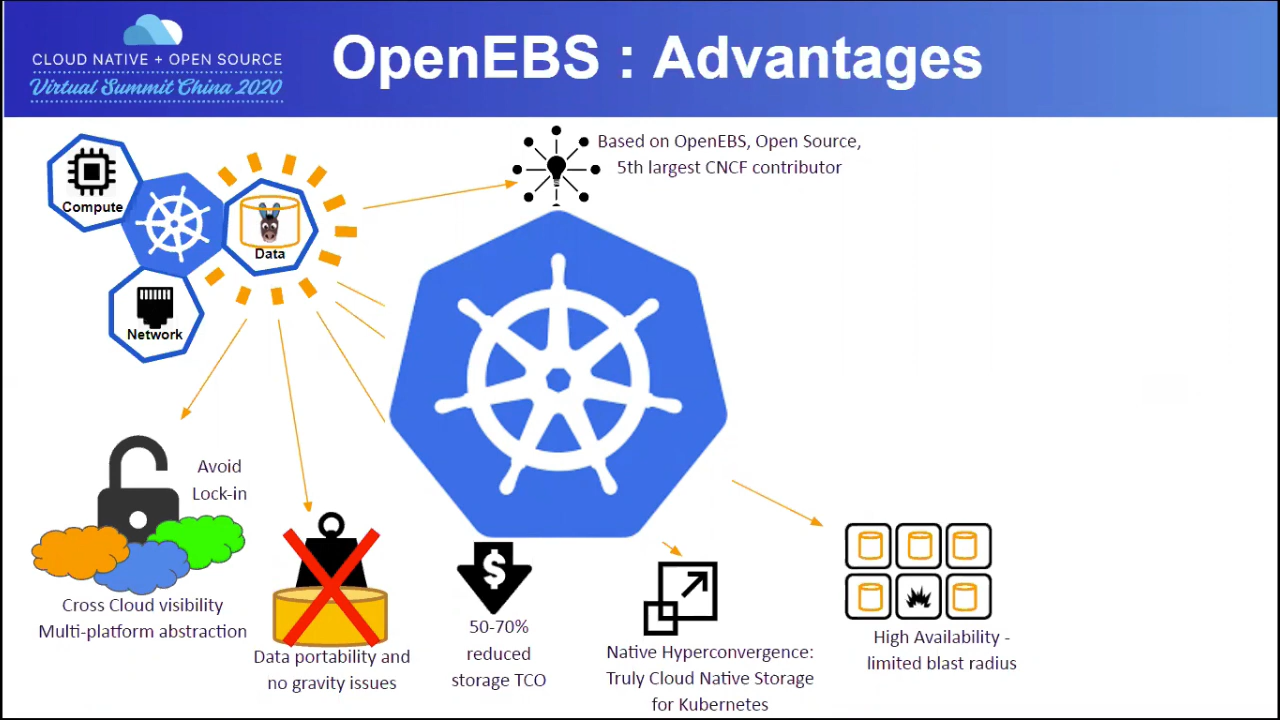 CLOUD NATIVE + OPEN SOURCE
Virtual Summit China 2020
OpenEBS : Advantages
Compute
Data
Network
Based on OpenEBS, Open Source,
5th largest CNCF contributor
Avoid
Lock-in
Cross Cloud visibility
Multi-platform abstraction
Data portability and
no gravity issues
$
50-70%
reduced
storage TCO
Native Hyperconvergence:
Truly Cloud Native Storage
for Kubernetes
High Availability -
limited blast radius